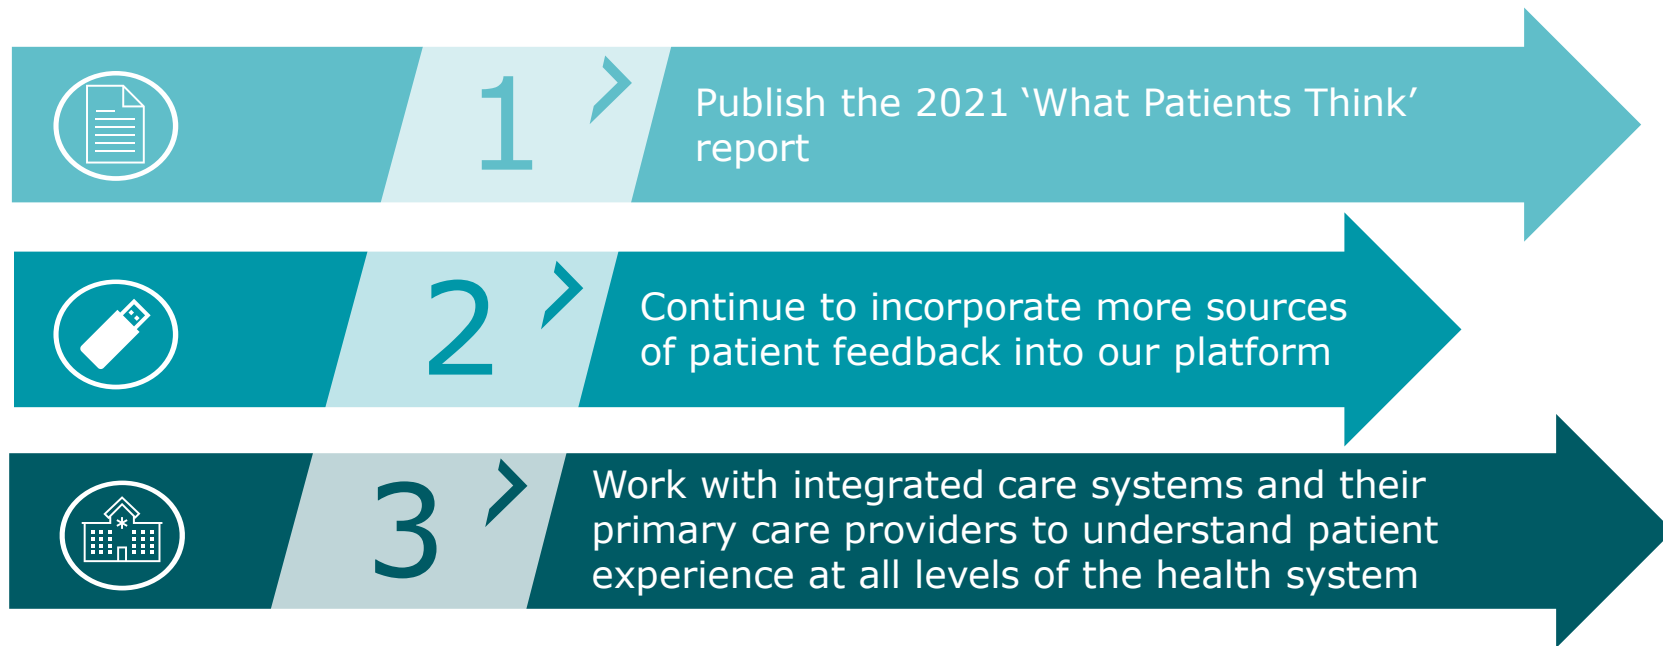 1
Publish the 2021 ‘What Patients Think’
report
2
Continue to incorporate more sources
of patient feedback into our platform
3
Work with integrated care systems and their
primary care providers to understand patient
experience at all levels of the health system